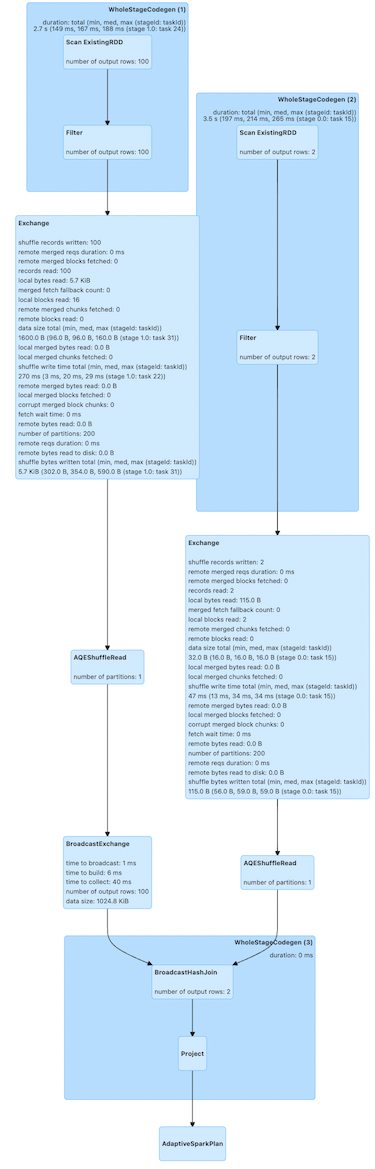 WholeStageCodegen (1)
duration: total (min, med, max (stageId: taskId))
2.7 s (149 ms, 167 ms, 188 ms (stage 1.0: task 24))
Scan ExistingRDD
number of output rows: 100
Filter
number of output rows: 100
WholeStageCodegen (2)
duration: total (min, med, max (stageId: taskId))
3.5 s (197 ms, 214 ms, 265 ms (stage 0.0: task 15))
Scan ExistingRDD
number of output rows: 2
Filter
number of output rows: 2
Exchange
shuffle records written: 100
remote merged reqs duration: 0 ms
remote merged blocks fetched: 0
records read: 100
local bytes read: 5.7 KiB
merged fetch fallback count: 0
local blocks read: 16
remote merged chunks fetched: 0
remote blocks read: 0
data size total (min, med, max (stageId: taskId))
1600.0 B (96.0 B, 96.0 B, 160.0 B (stage 1.0: task 31))
local merged bytes read: 0.0 B
local merged chunks fetched: 0
shuffle write time total (min, med, max (stageId: taskId))
270 ms (3 ms, 20 ms, 29 ms (stage 1.0: task 22))
remote merged bytes read: 0.0 B
local merged blocks fetched: 0
corrupt merged block chunks: 0
fetch wait time: 0 ms
remote bytes read: 0.0 B
number of partitions: 200
remote reqs duration: 0 ms
remote bytes read to disk: 0.0 B
shuffle bytes written total (min, med, max (stageId: taskId))
5.7 KiB (302.0 B, 354.0 B, 590.0 B (stage 1.0: task 31))
Exchange
shuffle records written: 2
remote merged reqs duration: 0 ms
remote merged blocks fetched: 0
records read: 2
local bytes read: 115.0 B
merged fetch fallback count: 0
local blocks read: 2
remote merged chunks fetched: 0
remote blocks read: 0
data size total (min, med, max (stageId: taskId))
32.0 B (16.0 B, 16.0 B, 16.0 B (stage 0.0: task 15))
local merged bytes read: 0.0 B
local merged chunks fetched: 0
shuffle write time total (min, med, max (stageId: taskId))
47 ms (13 ms, 34 ms, 34 ms (stage 0.0: task 15))
remote merged bytes read: 0.0 B
local merged blocks fetched: 0
corrupt merged block chunks: 0
fetch wait time: 0 ms
remote bytes read: 0.0 B
number of partitions: 200
remote reqs duration: 0 ms
remote bytes read to disk: 0.0 B
shuffle bytes written total (min, med, max (stageId: taskId))
115.0 B (56.0 B, 59.0 B, 59.0 B (stage 0.0: task 15))
AQEShuffleRead
number of partitions: 1
BroadcastExchange
time to broadcast: 1 ms
time to build: 6 ms
time to collect: 40 ms
number of output rows: 100
data size: 1024.8 KiB
AQEShuffleRead
number of partitions: 1
WholeStageCodegen (3)
duration: 0 ms
BroadcastHashJoin
number of output rows: 2
Project
AdaptiveSparkPlan